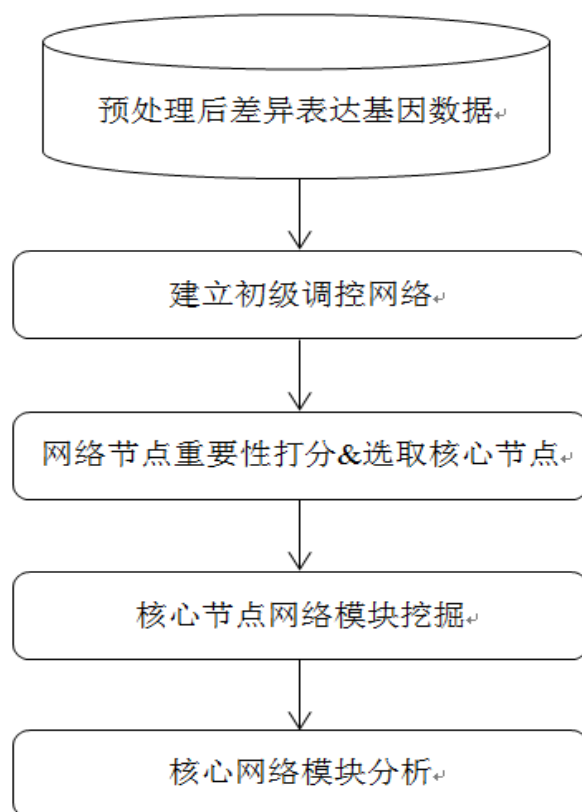 预处理后差异表达基因数据
建立初级调控网络
网络节点重要性打分&选取核心节点
核心节点网络模块挖掘
核心网络模块分析